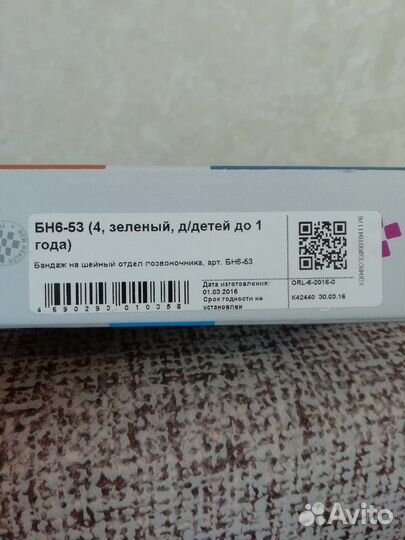 БН6-53 (4, зеленый, д/детей до 1
года)
Бандаж на шейный отдел позвоночника, арт. БН6-53
Дата изготовления:
01.03.2016
Срок годности не
установлен
ORL-6-2016-3
К42440 30.03.16
4 690293 010358
Avito